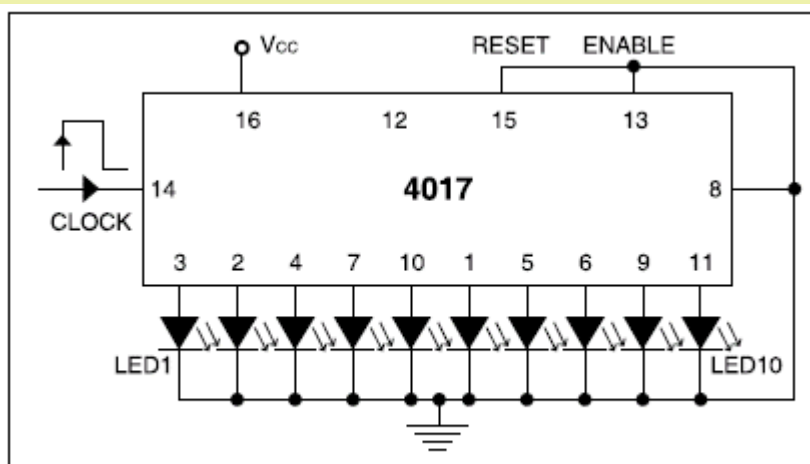 Vcc RESET ENABLE
16 12 15 13
14 4017 8
CLOCK
3 2 4 7 10 1 5 6 9 11
LED1 LED10